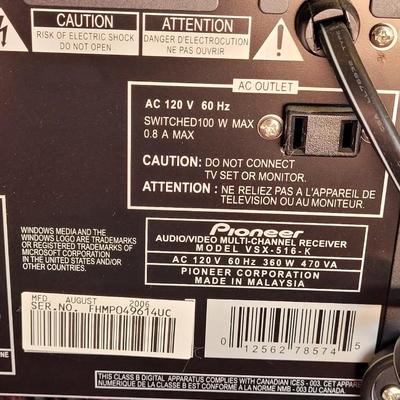 CAUTION
RISK OF ELECTRIC SHOCK
DO NOT OPEN
ATTENTION
DANGER D'ELECTROCUTION
NE PAS OUVRIR
AC OUTLET
AC 120 V 60 Hz
SWITCHED100 W MAX
0.8 A MAX
CAUTION: DO NOT CONNECT
TV SET OR MONITOR.
ATTENTION : NE RELIEZ PAS A L'APPAREIL DE
TELEVISION OU AU MONITEUR.
WINDOWS MEDIA AND THE
WINDOWS LOGO ARE TRADEMARKS
OR REGISTERED TRADEMARKS OF
MICROSOFT CORPORATION
IN THE UNITED STATES AND/OR
OTHER COUNTRIES.
Pioneer
AUDIO/VIDEO MULTI-CHANNEL RECEIVER
MODEL VSX-516-K
AC 120 V 60 Hz 360 W 470 VA
PIONEER CORPORATION
MADE IN MALAYSIA
MFD. AUGUST 2006
SER.NO. FHMP049614UC
0 12562 78574 5
THIS CLASS B DIGITAL APPARATUS COMPLIES WITH CANADIAN ICES - 003. CET APPAREI
NUMERIQUE DE LA CLASSE B EST CONFORME A LA NORME NMB - 003 DU CANADA.